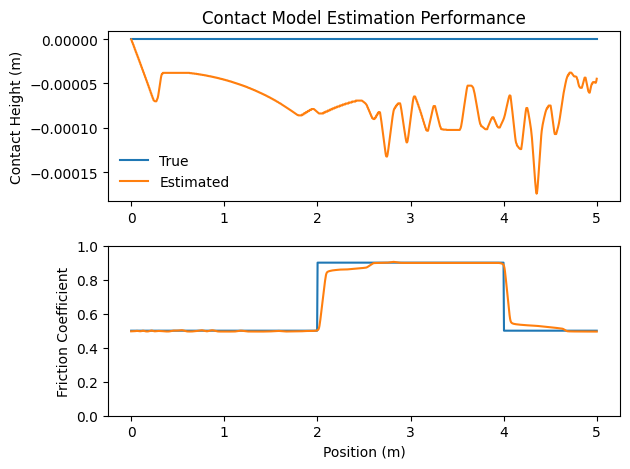 Contact Model Estimation Performance
Contact Height (m)
0.00000
−0.00005
−0.00010
−0.00015
True
Estimated
0 1 2 3 4 5
Friction Coefficient
1.0
0.8
0.6
0.4
0.2
0.0
0 1 2 3 4 5
Position (m)